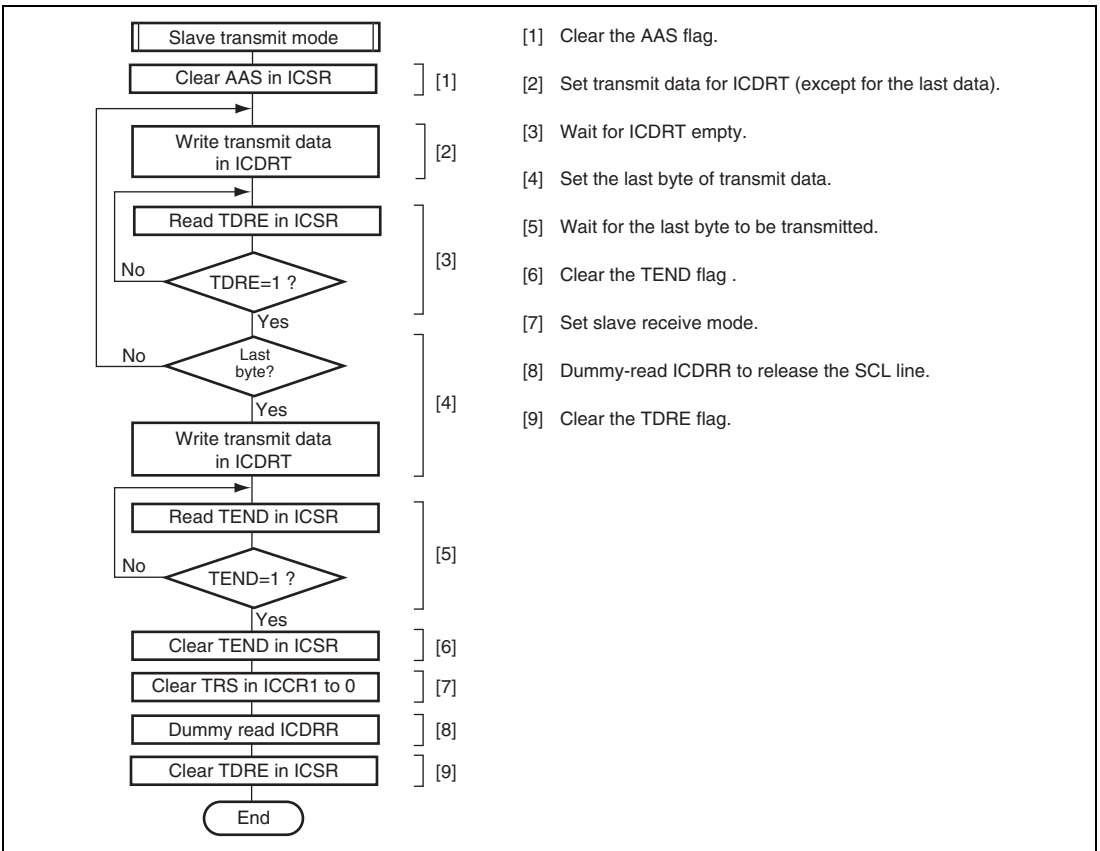 Slave transmit mode
Clear AAS in ICSR
[1]
Write transmit data
in ICDRT
[2]
Read TDRE in ICSR
No
TDRE=1 ?
[3]
Yes
No
Last
byte?
[4]
Yes
Write transmit data
in ICDRT
Read TEND in ICSR
No
TEND=1 ?
[5]
Yes
Clear TEND in ICSR
[6]
Clear TRS in ICCR1 to 0
[7]
Dummy read ICDRR
[8]
Clear TDRE in ICSR
[9]
End
[1] Clear the AAS flag.
[2] Set transmit data for ICDRT (except for the last data).
[3] Wait for ICDRT empty.
[4] Set the last byte of transmit data.
[5] Wait for the last byte to be transmitted.
[6] Clear the TEND flag .
[7] Set slave receive mode.
[8] Dummy-read ICDRR to release the SCL line.
[9] Clear the TDRE flag.